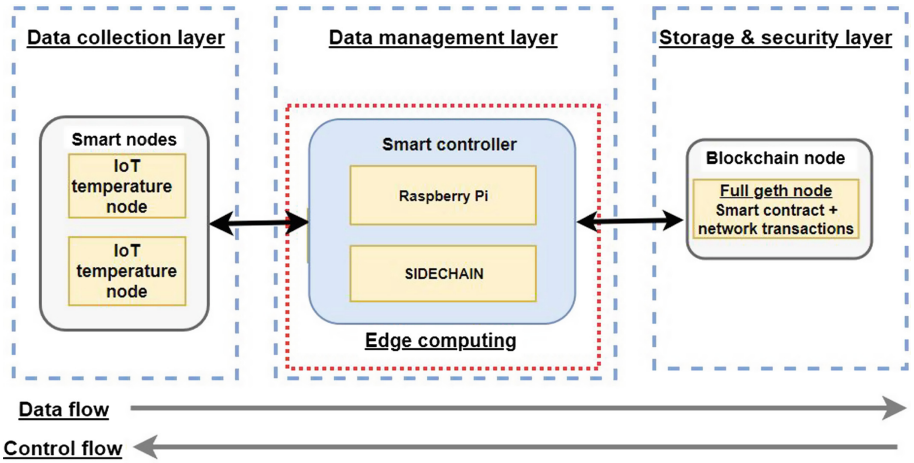 Data collection layer
Data management layer
Storage & security layer
Smart nodes
IoT
temperature
node
IoT
temperature
node
Smart controller
Raspberry Pi
SIDECHAIN
Edge computing
Blockchain node
Full geth node
Smart contract +
network transactions
Data flow
Control flow